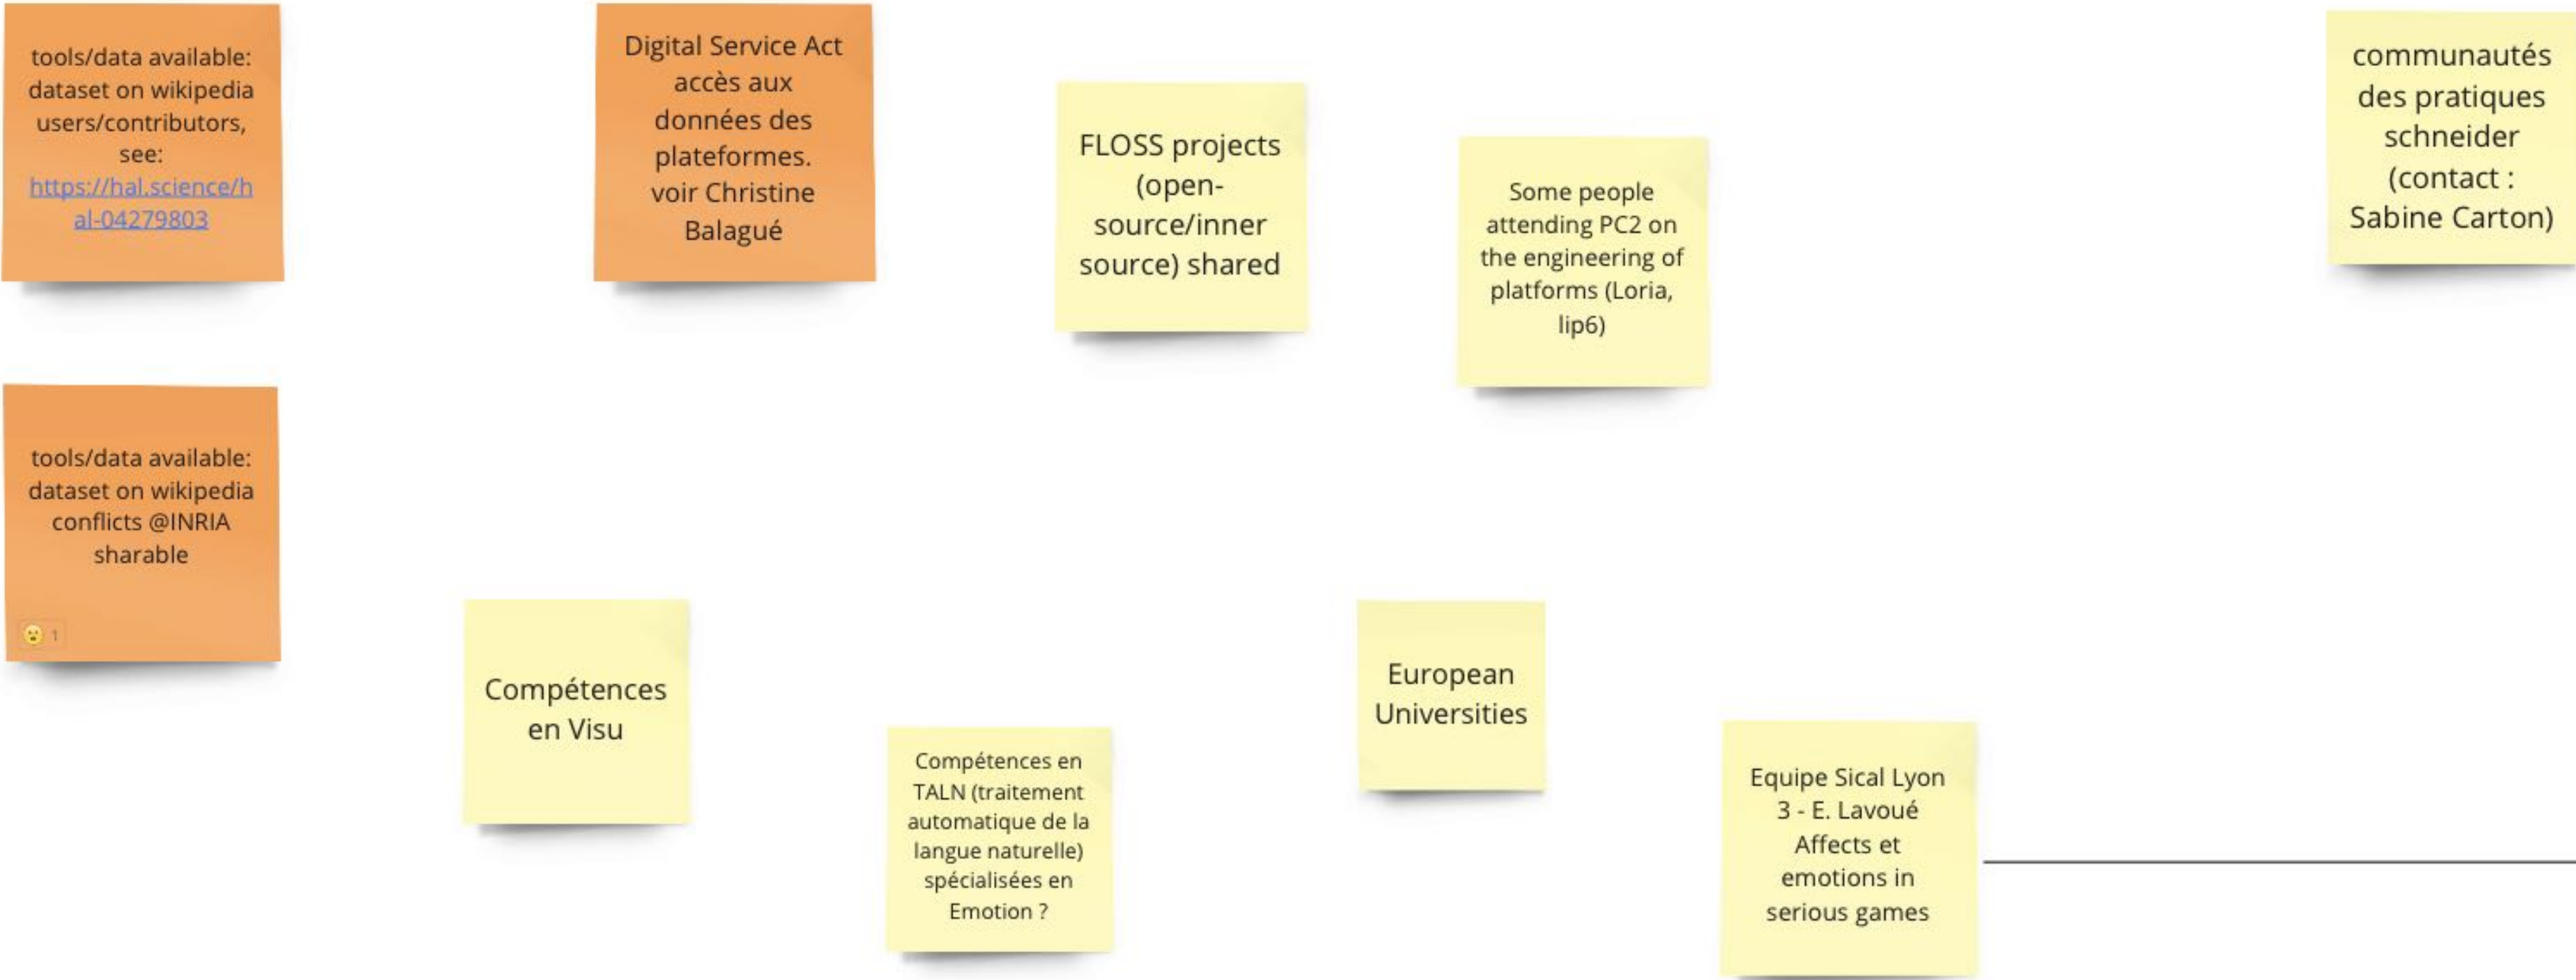 tools/data available:
dataset on wikipedia
users/contributors,
see:
https://hal.science/h
al-04279803
Digital Service Act
accès aux
données des
plateformes.
voir Christine
Balagué
FLOSS projects
(open-
source/inner
source) shared
Some people
attending PC2 on
the engineering of
platforms (Loria,
lip6)
communautés
des pratiques
schneider
(contact :
Sabine Carton)
tools/data available:
dataset on wikipedia
conflicts @INRIA
sharable
1
Compétences
en Visu
Compétences en
TALN (traitement
automatique de la
langue naturelle)
spécialisées en
Emotion ?
European
Universities
Equipe Sical Lyon
3 - E. Lavoué
Affects et
emotions in
serious games